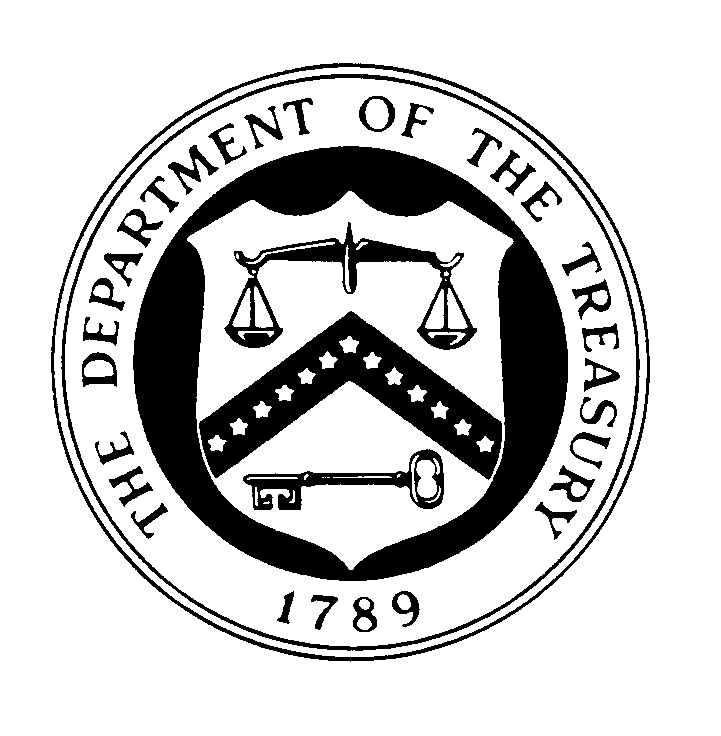 THE DEPARTMENT OF THE TREASURY
1789